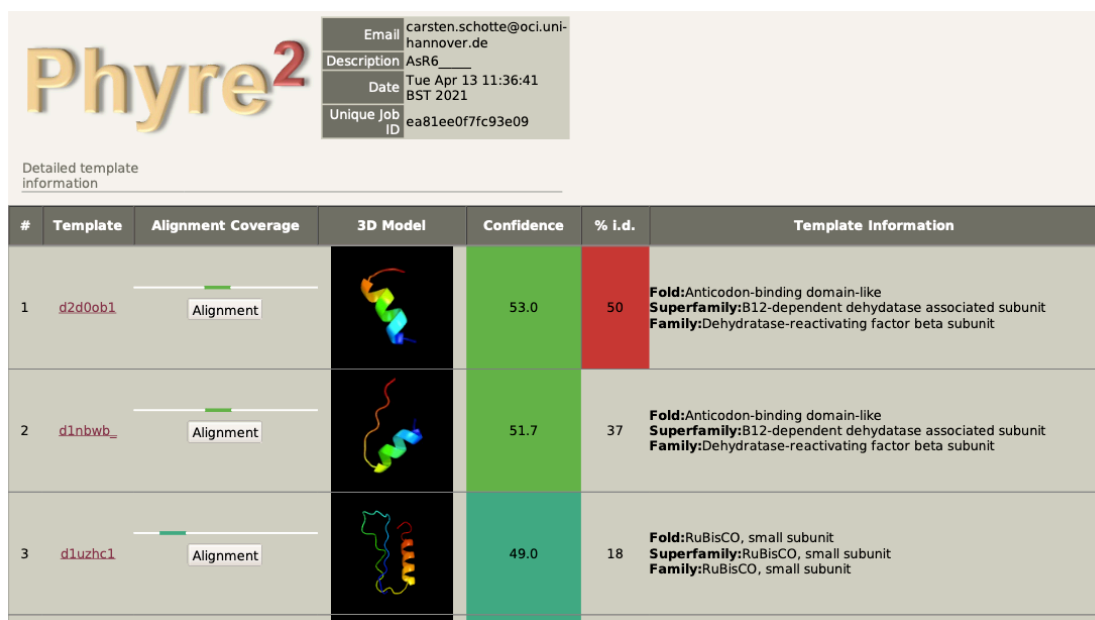 Phyre2
Email carsten.schotte@oci.uni-
hannover.de
Description AsR6_____
Date Tue Apr 13 11:36:41
BST 2021
Unique Job
ID ea81ee0f7fc93e09
Detailed template
information
# Template Alignment Coverage 3D Model Confidence % i.d. Template Information
1 d2d0ob1 Alignment 53.0 50
Fold:Anticodon-binding domain-like
Superfamily:B12-dependent dehydatase associated subunit
Family:Dehydratase-reactivating factor beta subunit
2 d1nbwb_ Alignment 51.7 37
Fold:Anticodon-binding domain-like
Superfamily:B12-dependent dehydatase associated subunit
Family:Dehydratase-reactivating factor beta subunit
3 d1uzhc1 Alignment 49.0 18
Fold:RuBisCO, small subunit
Superfamily:RuBisCO, small subunit
Family:RuBisCO, small subunit